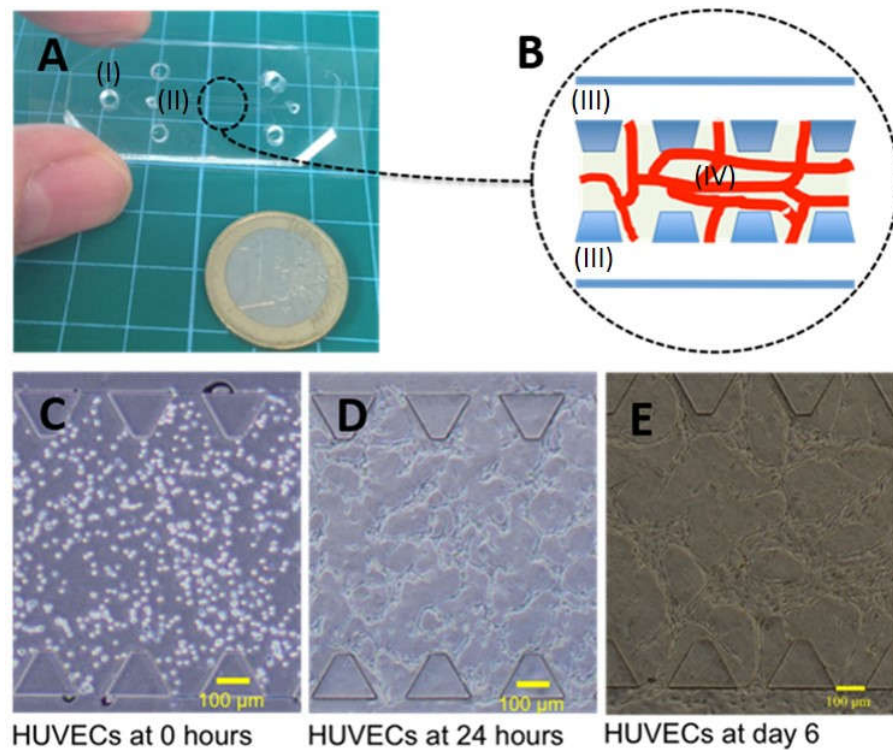 A
(I)
(II)
B
(III)
(IV)
(III)
C
D
E
100 µm
100 µm
100 µm
HUVECs at 0 hours
HUVECs at 24 hours
HUVECs at day 6